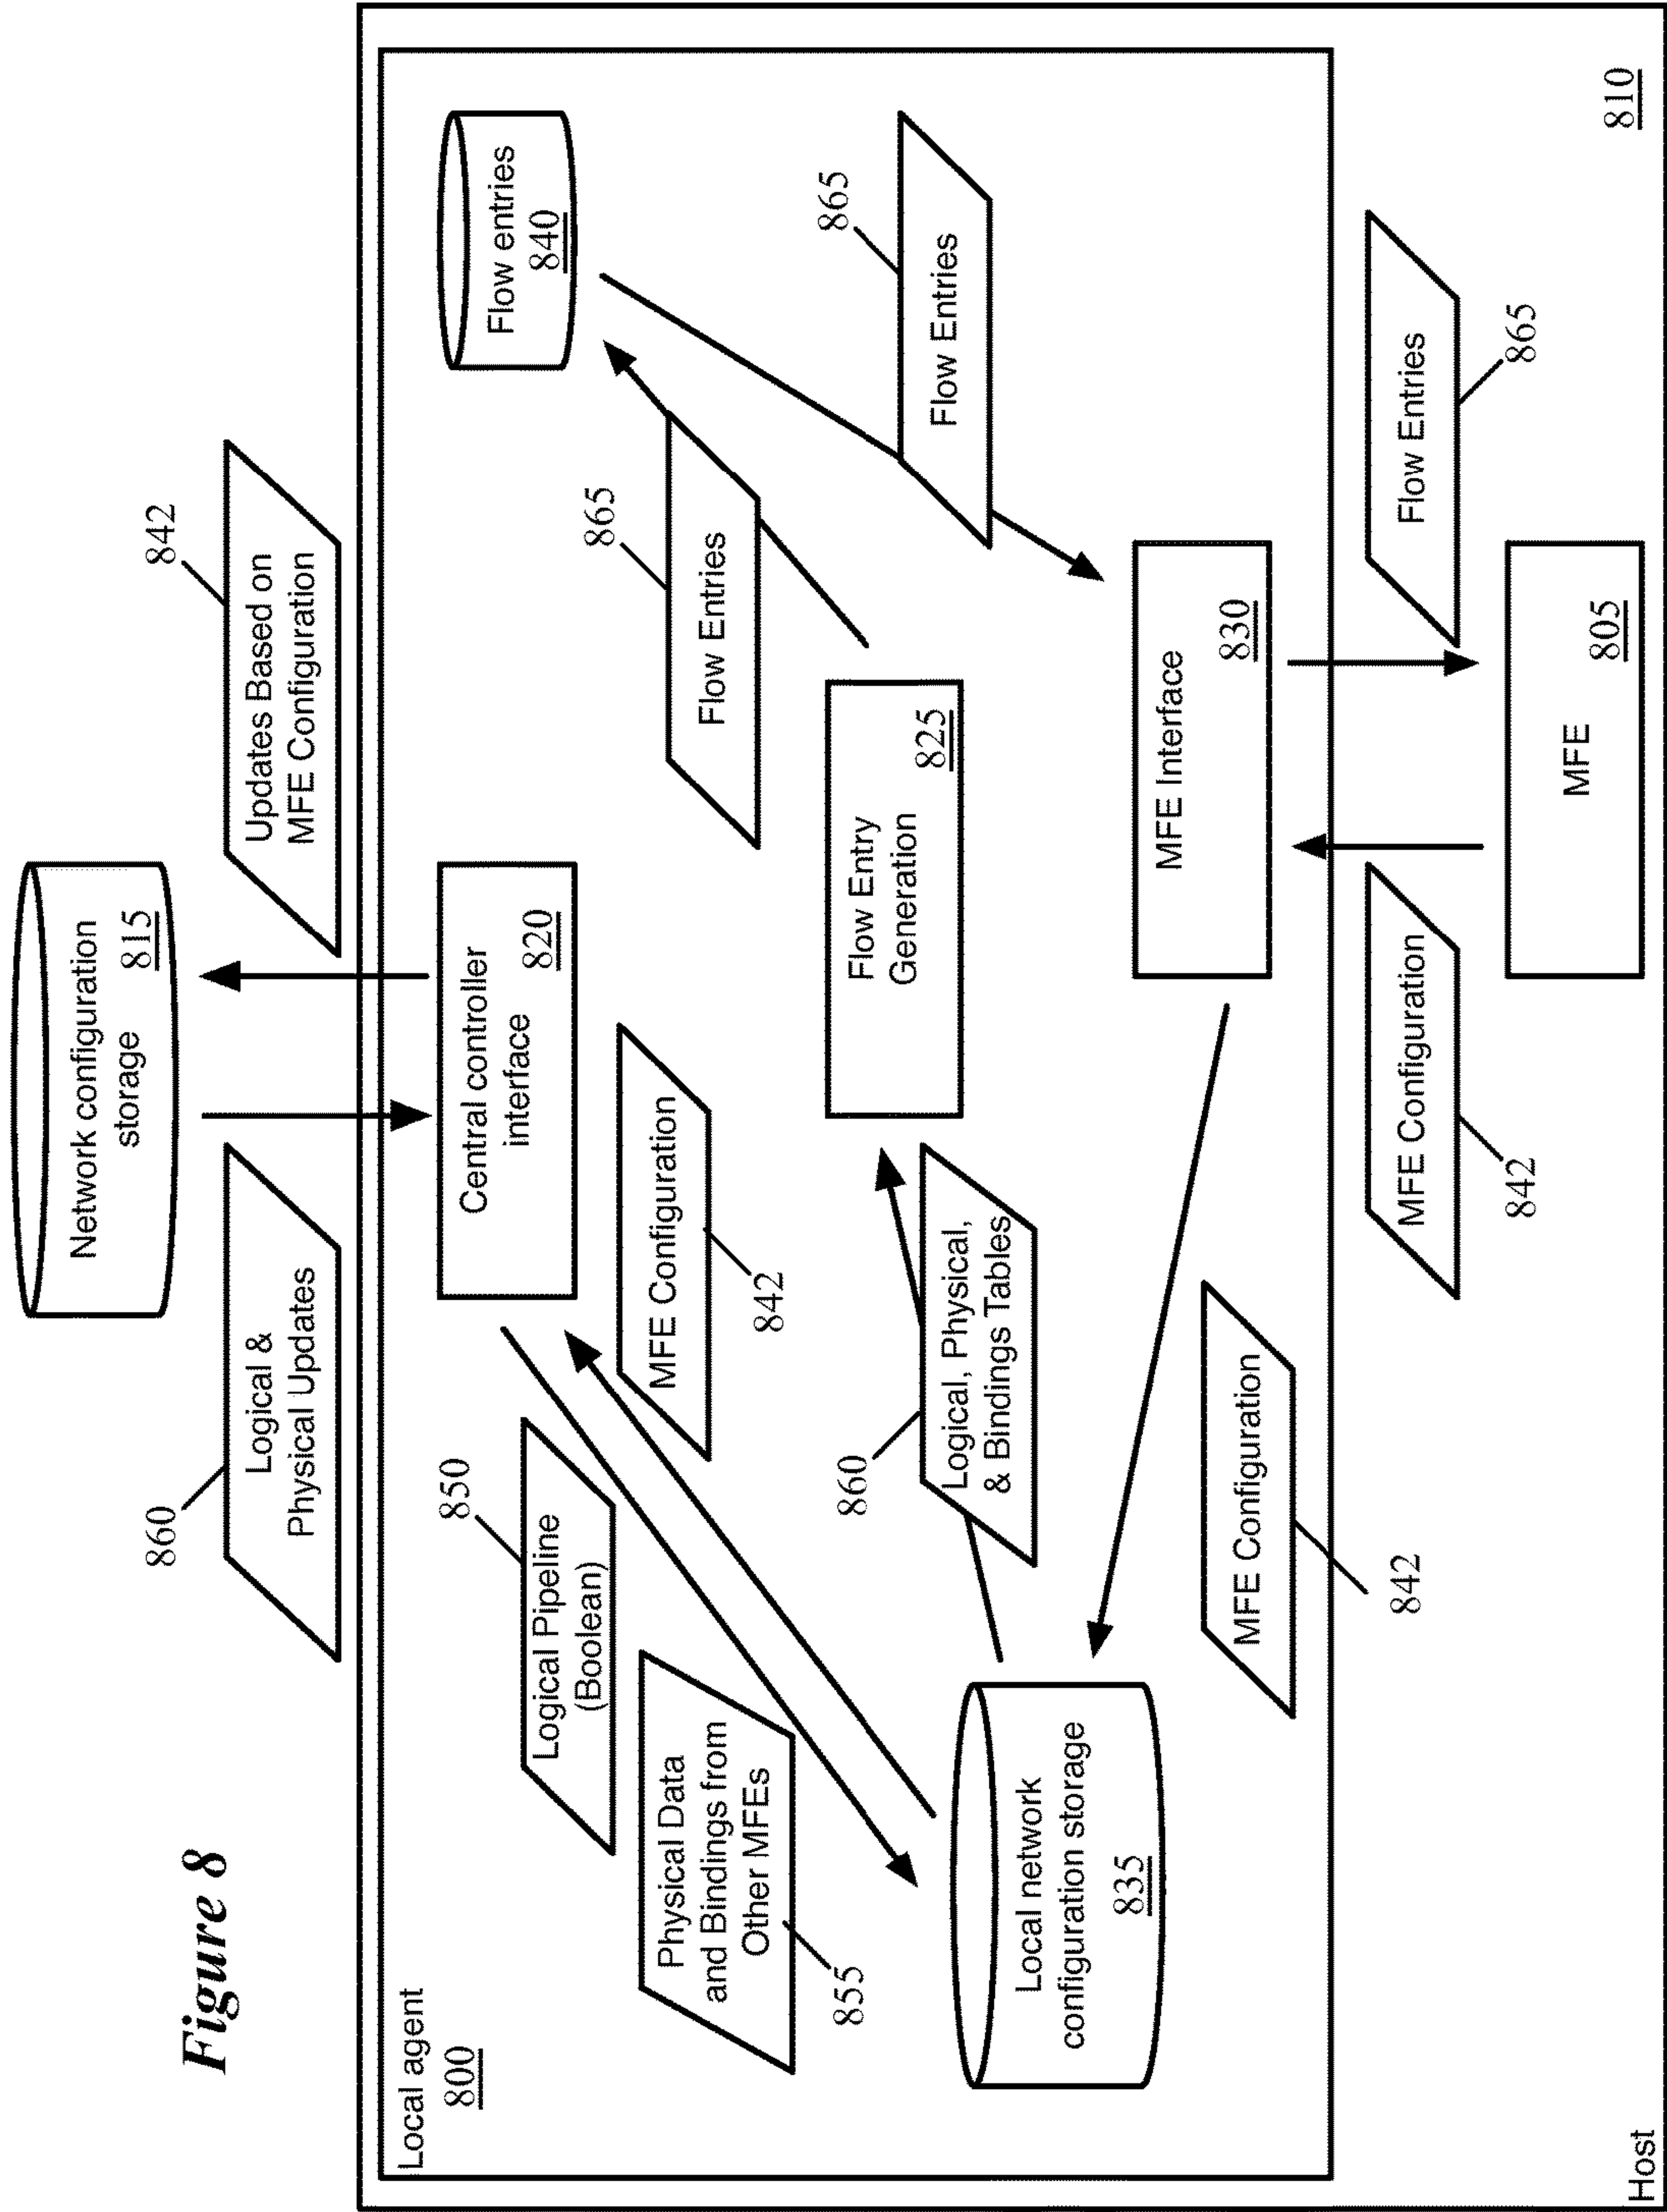 Figure 8
Network configuration
storage
815
860
Logical &
Physical Updates
842
Updates Based on
MFE Configuration
Local agent
800
Central controller
interface
820
Flow entries
840
850
Logical Pipeline
(Boolean)
MFE Configuration
842
Physical Data
and Bindings from
Other MFEs
855
865
Flow Entries
Flow Entry
Generation
825
860
Logical, Physical,
& Bindings Tables
865
Flow Entries
Local network
configuration storage
835
MFE Interface
830
MFE Configuration
842
MFE Configuration
842
Flow Entries
865
MFE
805
Host
810